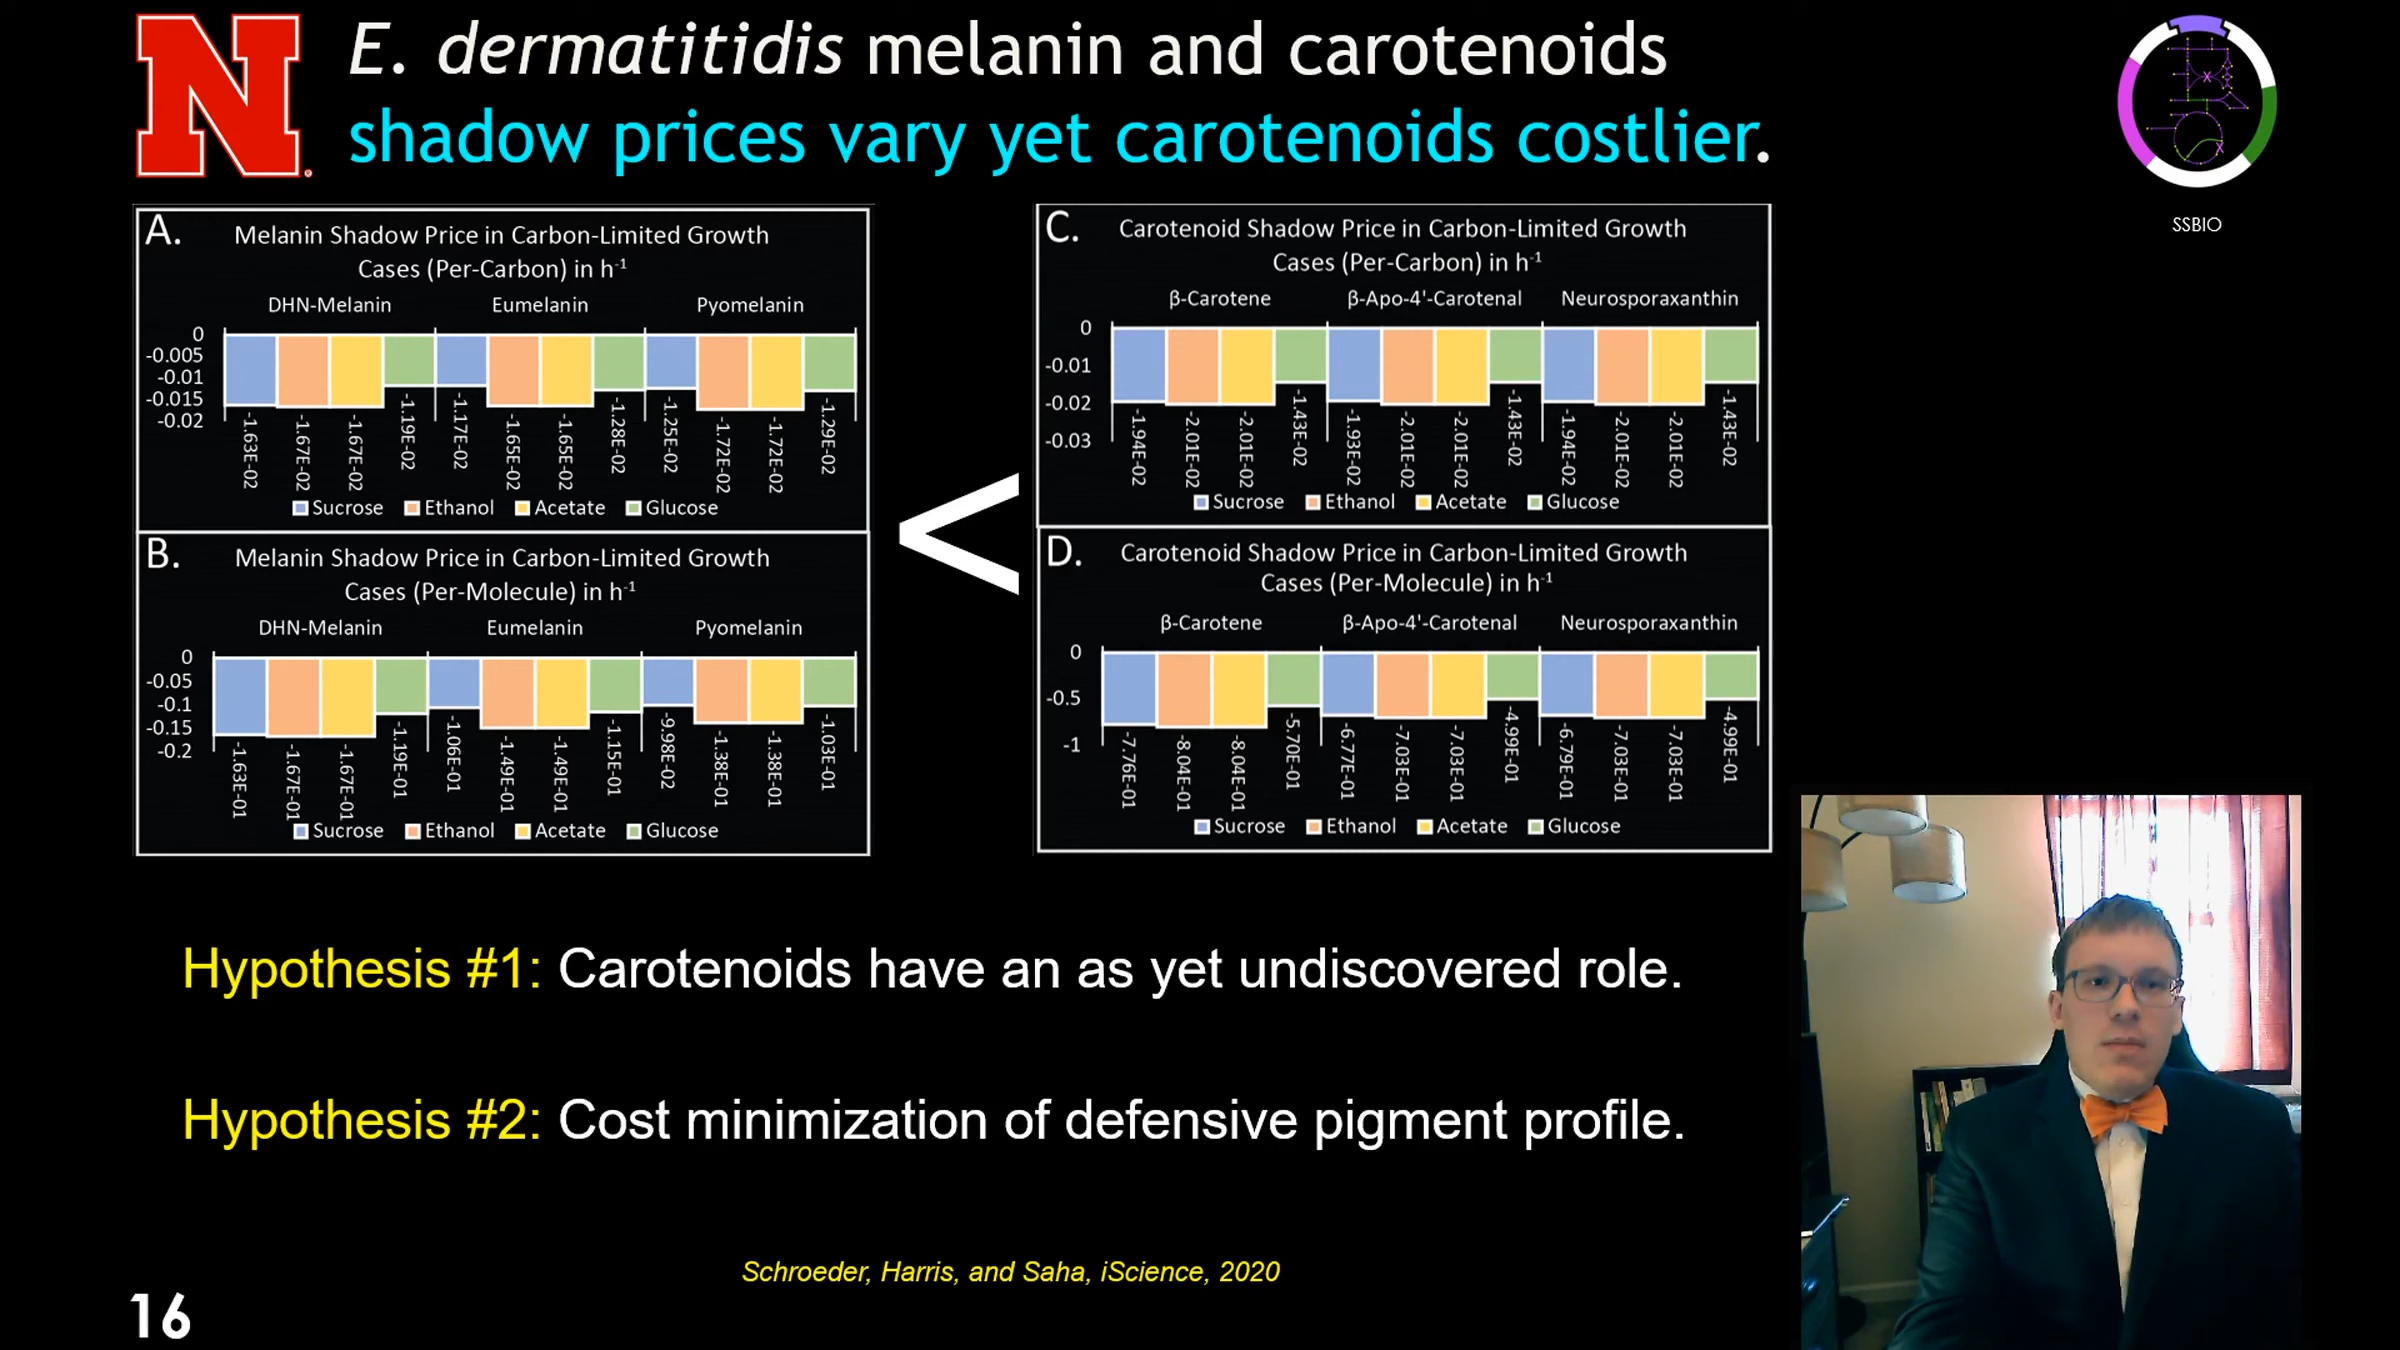 N
E. dermatitidis melanin and carotenoids
shadow prices vary yet carotenoids costlier.
SSBIO
A.
Melanin Shadow Price in Carbon-Limited Growth
Cases (Per-Carbon) in h-1
DHN-Melanin Eumelanin Pyomelanin
0
-0.005
-0.01
-0.015
-0.02
-1.63E-02 -1.67E-02 -1.67E-02 -1.19E-02 -1.17E-02 -1.65E-02 -1.65E-02 -1.28E-02 -1.25E-02 -1.72E-02 -1.72E-02 -1.29E-02
Sucrose Ethanol Acetate Glucose
B.
Melanin Shadow Price in Carbon-Limited Growth
Cases (Per-Molecule) in h-1
DHN-Melanin Eumelanin Pyomelanin
0
-0.05
-0.1
-0.15
-0.2
-1.63E-01 -1.67E-01 -1.67E-01 -1.19E-01 -1.06E-01 -1.49E-01 -1.49E-01 -1.15E-01 -9.98E-02 -1.38E-01 -1.38E-01 -1.03E-01
Sucrose Ethanol Acetate Glucose
<
C.
Carotenoid Shadow Price in Carbon-Limited Growth
Cases (Per-Carbon) in h-1
β-Carotene β-Apo-4'-Carotenal Neurosporaxanthin
0
-0.01
-0.02
-0.03
-1.94E-02 -2.01E-02 -2.01E-02 -1.43E-02 -1.93E-02 -2.01E-02 -2.01E-02 -1.43E-02 -1.94E-02 -2.01E-02 -2.01E-02 -1.43E-02
Sucrose Ethanol Acetate Glucose
D.
Carotenoid Shadow Price in Carbon-Limited Growth
Cases (Per-Molecule) in h-1
β-Carotene β-Apo-4'-Carotenal Neurosporaxanthin
0
-0.5
-1
-7.76E-01 -8.04E-01 -8.04E-01 -5.70E-01 -6.77E-01 -7.03E-01 -7.03E-01 -4.99E-01 -6.79E-01 -7.03E-01 -7.03E-01 -4.99E-01
Sucrose Ethanol Acetate Glucose
Hypothesis #1: Carotenoids have an as yet undiscovered role.
Hypothesis #2: Cost minimization of defensive pigment profile.
Schroeder, Harris, and Saha, iScience, 2020
16